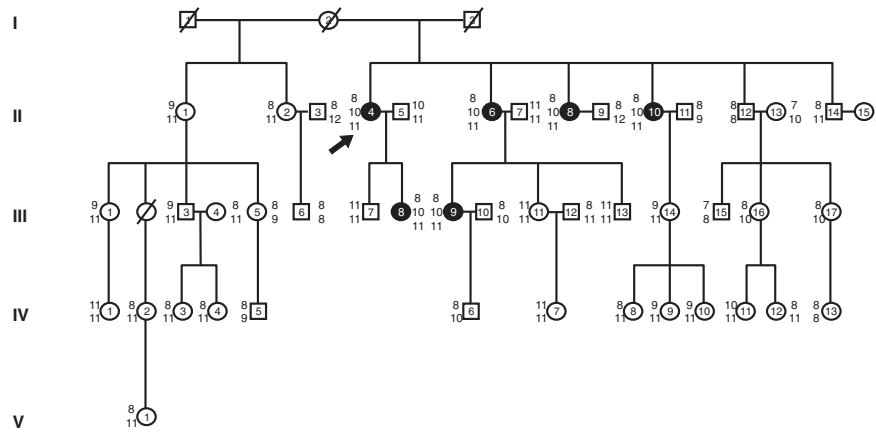 I 1 2 3
9 8 8 8 10 8 11 8 8 8 8 8 7 8
II 1 2 3 10 4 5 10 6 7 10 8 9 10 10 11 12 13 14 15
11 11 12 11 11 11 11 11 12 11 9 8 10 11
9 9 8 8 8 11 8 8 8 11 8 11 9 7 8 8
III 1 3 4 5 6 7 8 10 10 9 10 11 12 13 14 15 16 17
11 11 11 9 8 11 11 11 10 11 11 11 11 8 10 10
11 8 8 8 8 8 11 8 9 9 10 8 8
IV 1 2 3 4 5 6 7 8 9 10 11 12 13
11 11 11 11 9 10 11 11 11 11 11 11 8
8
V 1
11